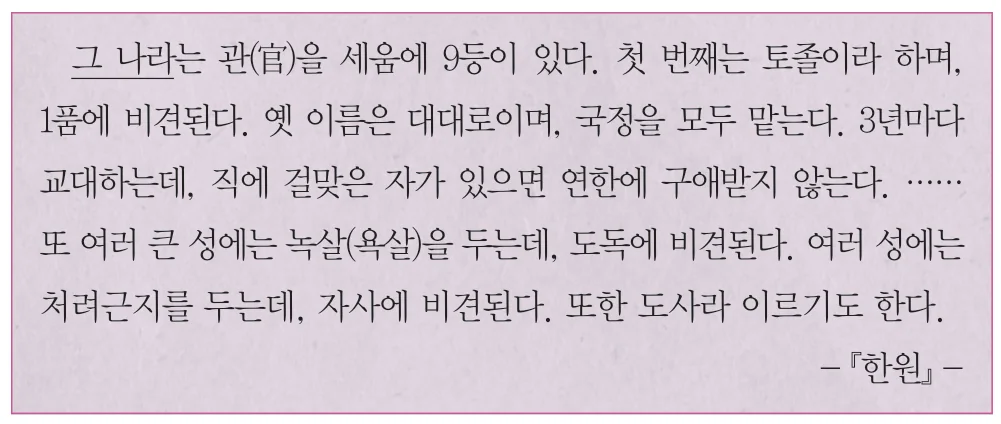 그 나라는 관(官)을 세움에 9등이 있다. 첫 번째는 토졸이라 하며,
1품에 비견된다. 옛 이름은 대대로이며, 국정을 모두 맡는다. 3년마다
교대하는데, 직에 걸맞은 자가 있으면 연한에 구애받지 않는다. ……
또 여러 큰 성에는 녹살(욕살)을 두는데, 도독에 비견된다. 여러 성에는
처려근지를 두는데, 자사에 비견된다. 또한 도사라 이르기도 한다.
-『한원』-